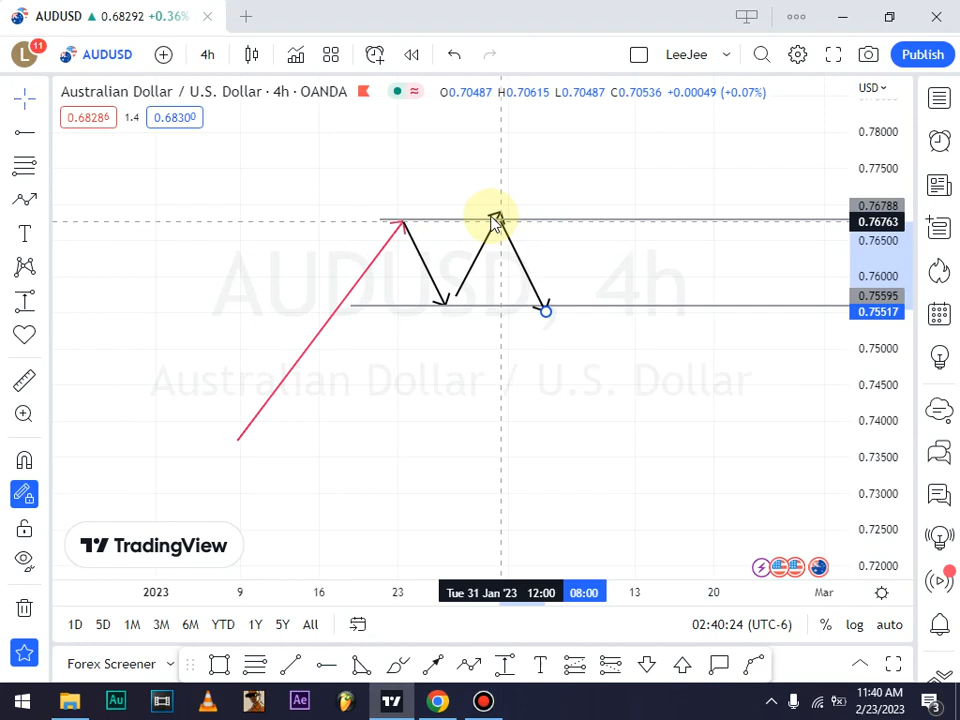 AUDUSD ▲ 0.68292 +0.36%
L 11 AUDUSD 4h LeeJee Publish
Australian Dollar / U.S. Dollar · 4h · OANDA O0.70487 H0.70615 L0.70487 C0.70536 +0.00049 (+0.07%) USD
0.68286 1.4 0.68300
0.78000
0.77500
0.76788
0.76763
0.76500
0.76000
0.75595
0.75517
0.75000
0.74500
0.74000
0.73500
0.73000
0.72500
0.72000
AUDUSD, 4h
Australian Dollar / U.S. Dollar
TradingView
2023 9 16 23 Tue 31 Jan '23 12:00 08:00 13 20 Mar
1D 5D 1M 3M 6M YTD 1Y 5Y All 02:40:24 (UTC-6) % log auto
Forex Screener
Au Ae 11:40 AM
2/23/2023 3